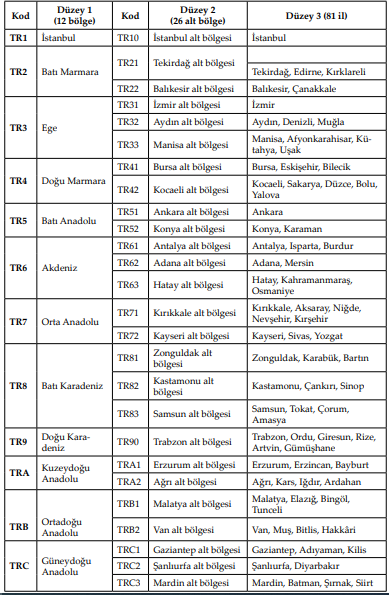 Kod Düzey 1 (12 bölge) Kod Düzey 2 (26 alt bölge) Düzey 3 (81 il)
TR1 İstanbul TR10 İstanbul alt bölgesi İstanbul
TR2 Batı Marmara TR21 Tekirdağ alt bölgesi Tekirdağ, Edirne, Kırklareli
TR22 Balıkesir alt bölgesi Balıkesir, Çanakkale
TR3 Ege TR31 İzmir alt bölgesi İzmir
TR32 Aydın alt bölgesi Aydın, Denizli, Muğla
TR33 Manisa alt bölgesi Manisa, Afyonkarahisar, Kü-
tahya, Uşak
TR4 Doğu Marmara TR41 Bursa alt bölgesi Bursa, Eskişehir, Bilecik
TR42 Kocaeli alt bölgesi Kocaeli, Sakarya, Düzce, Bolu,
Yalova
TR5 Batı Anadolu TR51 Ankara alt bölgesi Ankara
TR52 Konya alt bölgesi Konya, Karaman
TR6 Akdeniz TR61 Antalya alt bölgesi Antalya, Isparta, Burdur
TR62 Adana alt bölgesi Adana, Mersin
TR63 Hatay alt bölgesi Hatay, Kahramanmaraş,
Osmaniye
TR7 Orta Anadolu TR71 Kırıkkale alt bölgesi Kırıkkale, Aksaray, Niğde,
Nevşehir, Kırşehir
TR72 Kayseri alt bölgesi Kayseri, Sivas, Yozgat
TR8 Batı Karadeniz TR81 Zonguldak alt
bölgesi Zonguldak, Karabük, Bartın
TR82 Kastamonu alt
bölgesi Kastamonu, Çankırı, Sinop
TR83 Samsun alt bölgesi Samsun, Tokat, Çorum,
Amasya
TR9 Doğu Kara-
deniz TR90 Trabzon alt bölgesi Trabzon, Ordu, Giresun, Rize,
Artvin, Gümüşhane
TRA Kuzeydoğu
Anadolu TRA1 Erzurum alt bölgesi Erzurum, Erzincan, Bayburt
TRA2 Ağrı alt bölgesi Ağrı, Kars, Iğdır, Ardahan
TRB Ortadoğu
Anadolu TRB1 Malatya alt bölgesi Malatya, Elazığ, Bingöl,
Tunceli
TRB2 Van alt bölgesi Van, Muş, Bitlis, Hakkâri
TRC Güneydoğu
Anadolu TRC1 Gaziantep alt bölgesi Gaziantep, Adıyaman, Kilis
TRC2 Şanlıurfa alt bölgesi Şanlıurfa, Diyarbakır
TRC3 Mardin alt bölgesi Mardin, Batman, Şırnak, Siirt